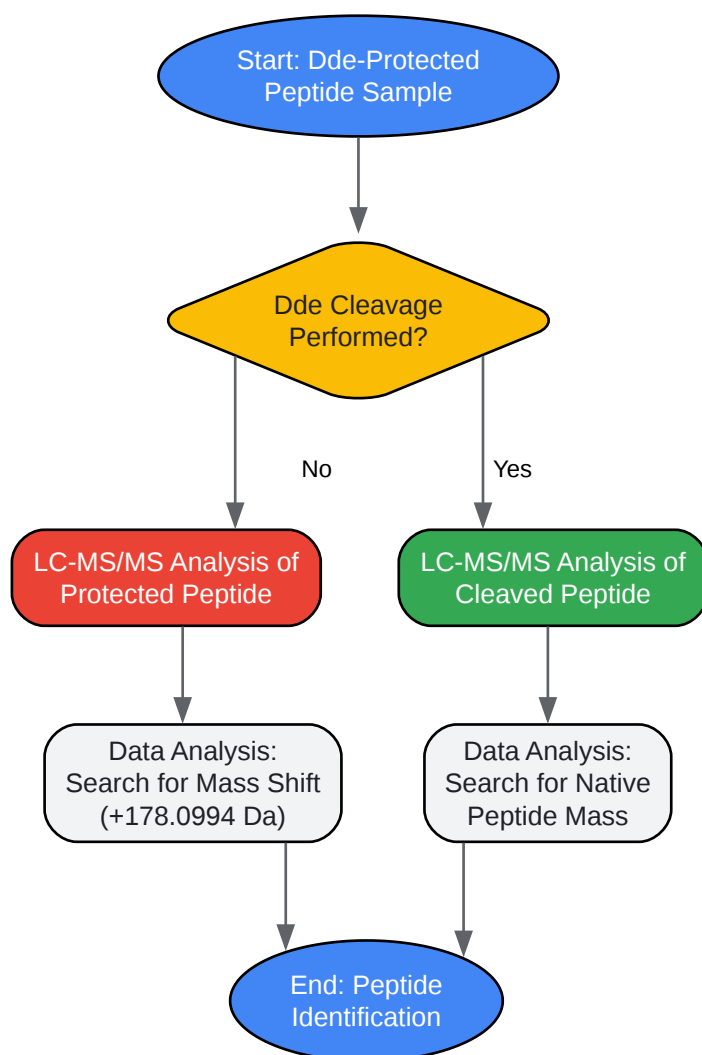 Start: Dde-Protected
Peptide Sample
Dde Cleavage
Performed?
No
Yes
LC-MS/MS Analysis of
Protected Peptide
LC-MS/MS Analysis of
Cleaved Peptide
Data Analysis:
Search for Mass Shift
(+178.0994 Da)
Data Analysis:
Search for Native
Peptide Mass
End: Peptide
Identification